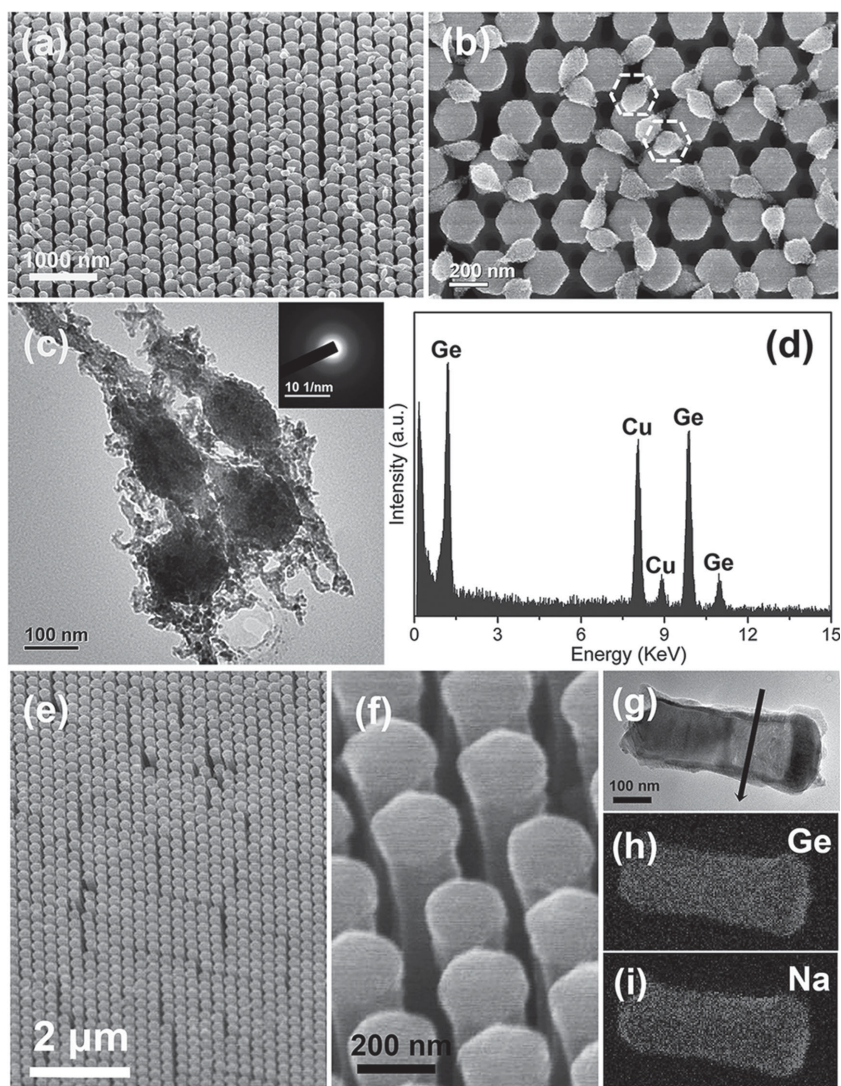 (a)
1000 nm
(b)
200 nm
(c)
10 1/nm
100 nm
(d)
Ge
Cu
Ge
Cu
Ge
Intensity (a.u.)
0 3 6 9 12 15
Energy (KeV)
(e)
2 μm
(f)
200 nm
(g)
100 nm
(h)
Ge
(i)
Na